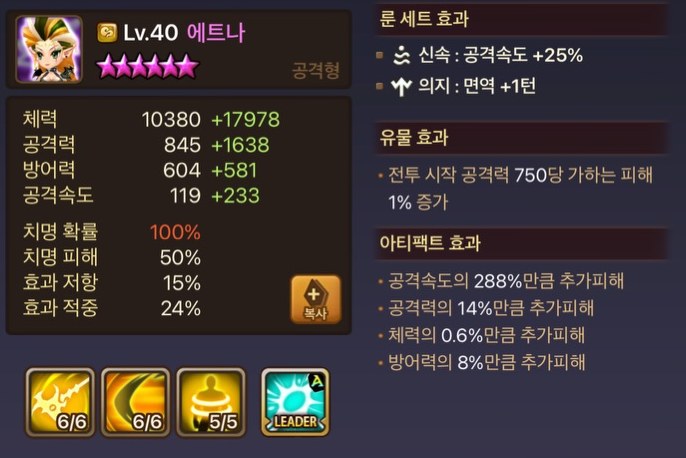 Lv.40 에트나
공격형
체력 10380 +17978
공격력 845 +1638
방어력 604 +581
공격속도 119 +233
치명 확률 100%
치명 피해 50%
효과 저항 15%
효과 적중 24%
복사
6/6 6/6 5/5 A LEADER
룬 세트 효과
신속 : 공격속도 +25%
의지 : 면역 +1턴
유물 효과
• 전투 시작 공격력 750당 가하는 피해
1% 증가
아티팩트 효과
• 공격속도의 288%만큼 추가피해
• 공격력의 14%만큼 추가피해
• 체력의 0.6%만큼 추가피해
• 방어력의 8%만큼 추가피해